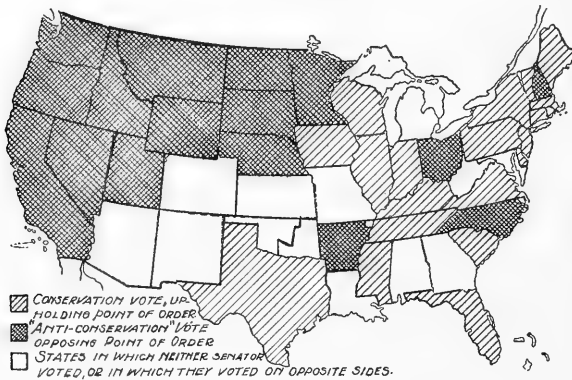 CONSERVATION VOTE, UP-
HOLDING POINT OF ORDER
"ANTI-CONSERVATION" VOTE
OPPOSING POINT OF ORDER
STATES IN WHICH NEITHER SENATOR
VOTED, OR IN WHICH THEY VOTED ON OPPOSITE SIDES.